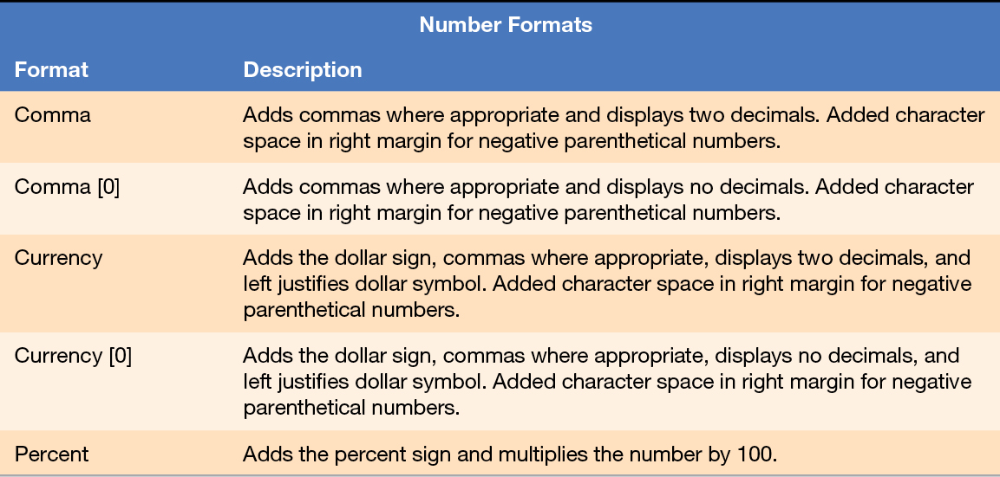 Number Formats
Format Description
Comma Adds commas where appropriate and displays two decimals. Added character
space in right margin for negative parenthetical numbers.
Comma [0] Adds commas where appropriate and displays no decimals. Added character
space in right margin for negative parenthetical numbers.
Currency Adds the dollar sign, commas where appropriate, displays two decimals, and
left justifies dollar symbol. Added character space in right margin for negative
parenthetical numbers.
Currency [0] Adds the dollar sign, commas where appropriate, displays no decimals, and
left justifies dollar symbol. Added character space in right margin for negative
parenthetical numbers.
Percent Adds the percent sign and multiplies the number by 100.